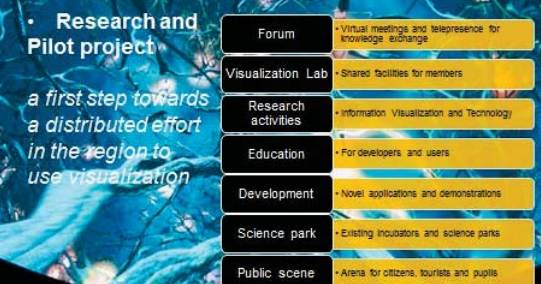 • Research and
Pilot project
a first step towards
a distributed effort
in the region to
use visualization
Forum
• Virtual meetings and telepresence for
knowledge exchange
Visualization Lab
• Shared facilities for members
Research
activities
• Information Visualization and Technology
Education
• For developers and users
Development
• Novel applications and demonstrations
Science park
• Existing incubators and science parks
Public scene
• Arena for citizens, tourists and pupils